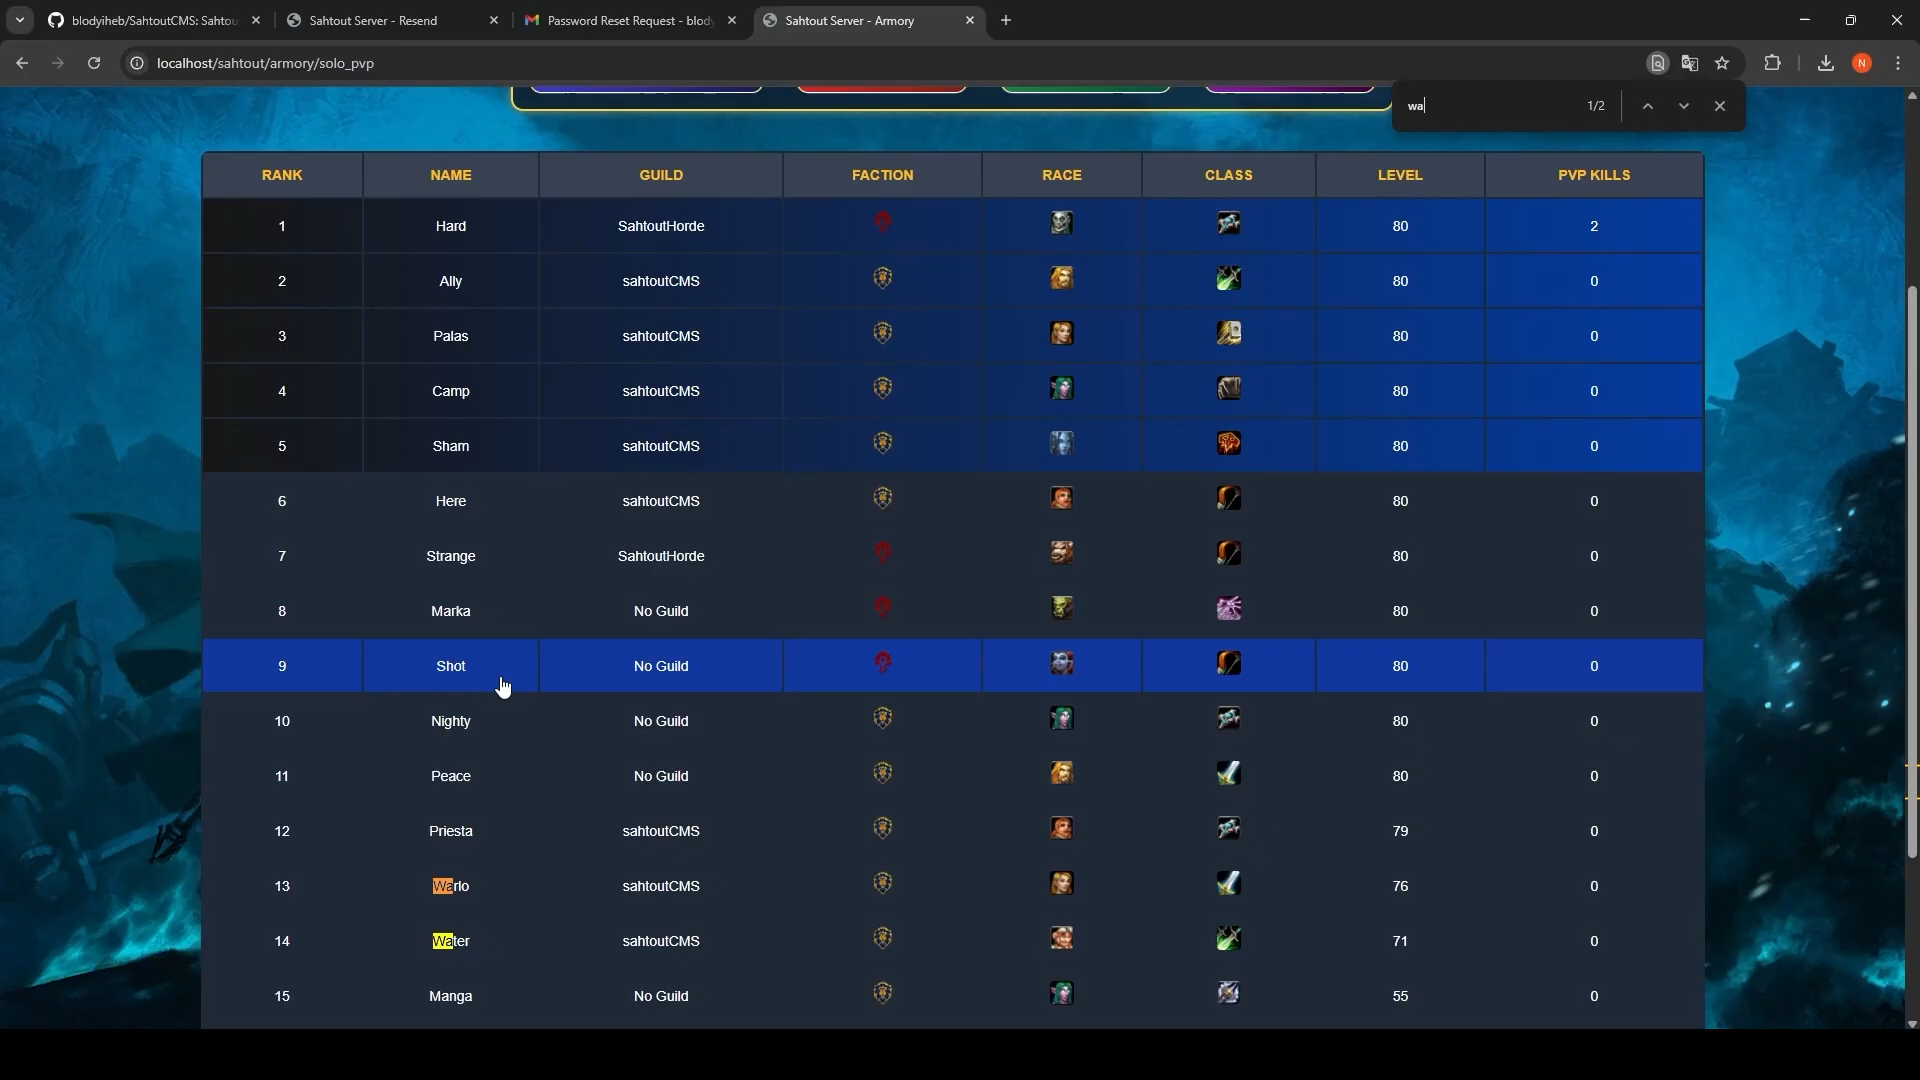 blodyiheb/SahtoutCMS: Sahtou
Sahtout Server - Resend
Password Reset Request - blody
Sahtout Server - Armory
localhost/sahtout/armory/solo_pvp
N
wa
1/2
RANK NAME GUILD FACTION RACE CLASS LEVEL PVP KILLS
1 Hard SahtoutHorde 80 2
2 Ally sahtoutCMS 80 0
3 Palas sahtoutCMS 80 0
4 Camp sahtoutCMS 80 0
5 Sham sahtoutCMS 80 0
6 Here sahtoutCMS 80 0
7 Strange SahtoutHorde 80 0
8 Marka No Guild 80 0
9 Shot No Guild 80 0
10 Nighty No Guild 80 0
11 Peace No Guild 80 0
12 Priesta sahtoutCMS 79 0
13 Warlo sahtoutCMS 76 0
14 Water sahtoutCMS 71 0
15 Manga No Guild 55 0